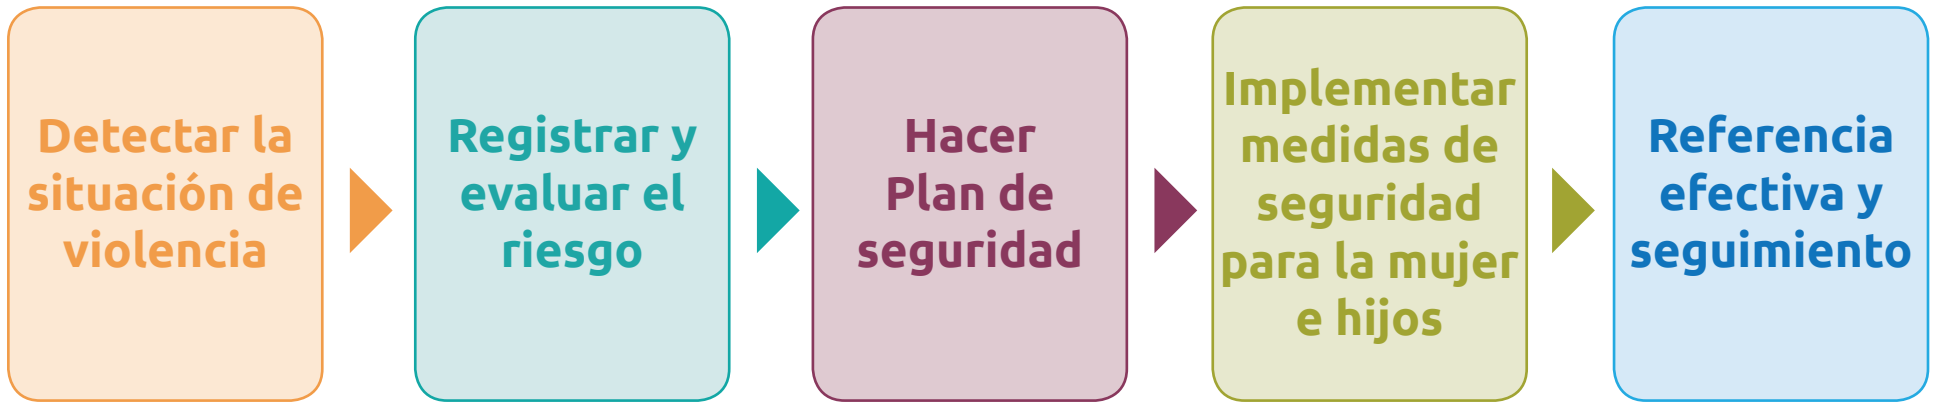 Detectar la
situación de
violencia
Registrar y
evaluar el
riesgo
Hacer
Plan de
seguridad
Implementar
medidas de
seguridad
para la mujer
e hijos
Referencia
efectiva y
seguimiento